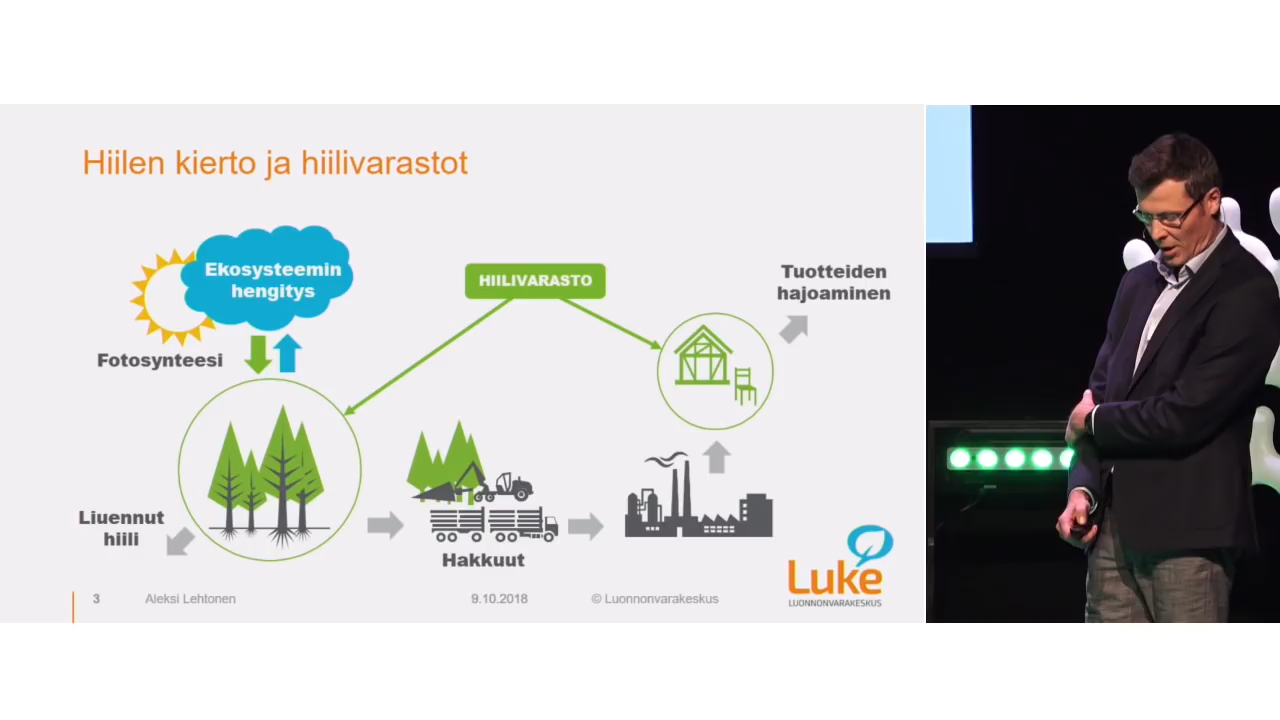 Hiilen kierto ja hiilivarastot
Ekosysteemin
hengitys
HIILIVARASTO
Tuotteiden
hajoaminen
Fotosynteesi
Liuennut
hiili
Hakkuut
Luke
LUONNONVARAKESKUS
3
Aleksi Lehtonen
9.10.2018
© Luonnonvarakeskus